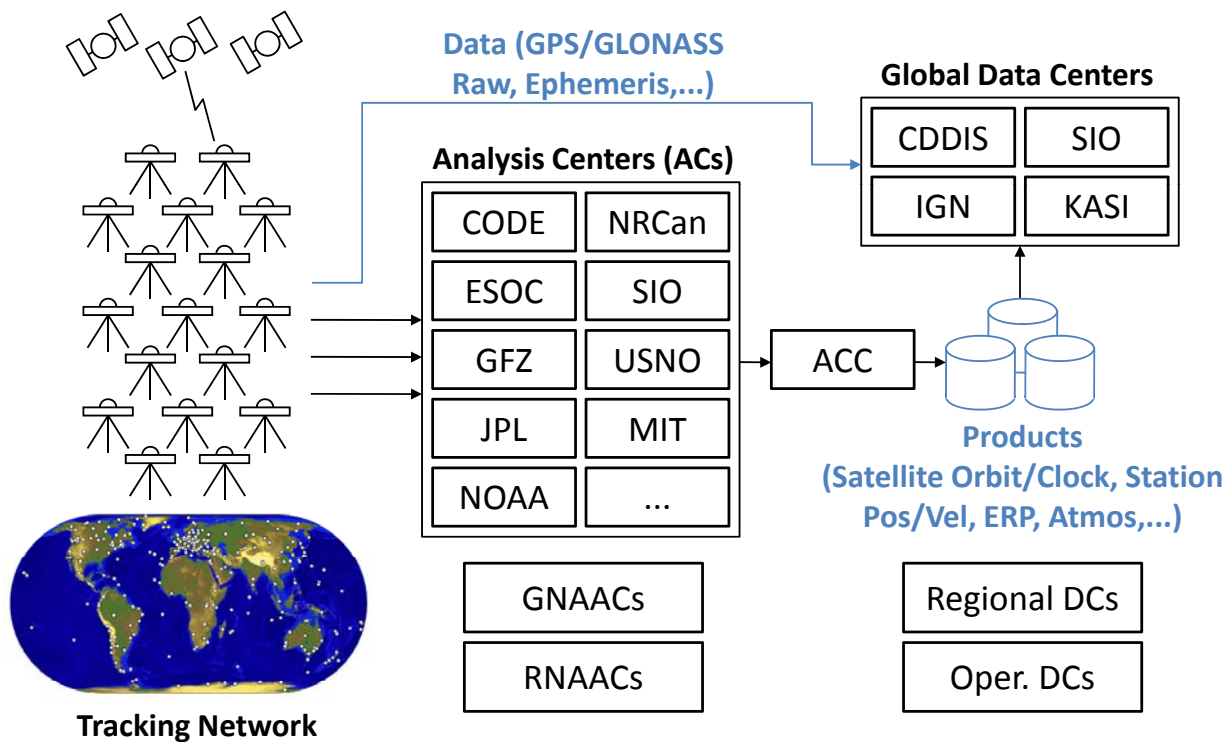 Data (GPS/GLONASS
Raw, Ephemeris,...)
Global Data Centers
CDDIS
SIO
IGN
KASI
Analysis Centers (ACs)
CODE
NRCan
ESOC
SIO
GFZ
USNO
JPL
MIT
NOAA
...
ACC
Products
(Satellite Orbit/Clock, Station
Pos/Vel, ERP, Atmos,...)
GNAACs
RNAACs
Regional DCs
Oper. DCs
Tracking Network